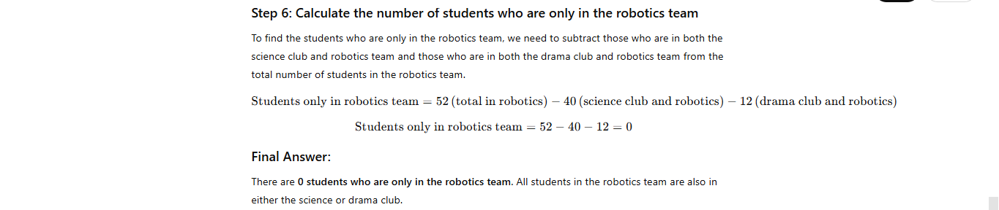 Step 6: Calculate the number of students who are only in the robotics team
To find the students who are only in the robotics team, we need to subtract those who are in both the
science club and robotics team and those who are in both the drama club and robotics team from the
total number of students in the robotics team.
Students only in robotics team = 52 (total in robotics) − 40 (science club and robotics) − 12 (drama club and robotics)
Students only in robotics team = 52 − 40 − 12 = 0
Final Answer:
There are 0 students who are only in the robotics team. All students in the robotics team are also in
either the science or drama club.